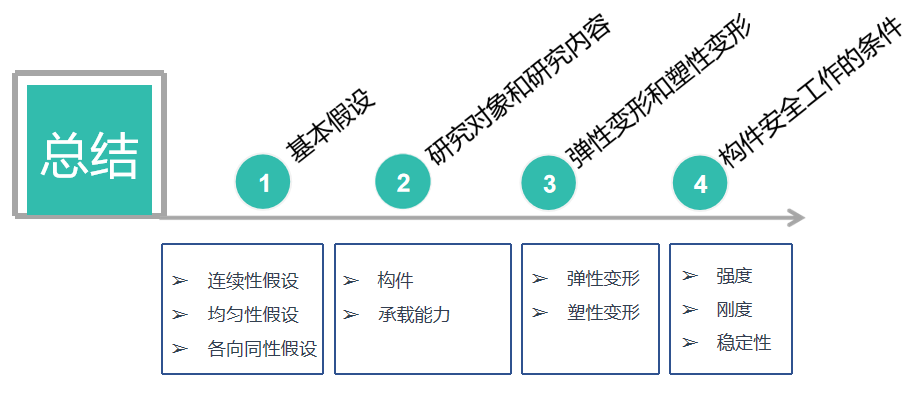 总结
1 基本假设
2 研究对象和研究内容
3 弹性变形和塑性变形
4 构件安全工作的条件
➢ 连续性假设
➢ 均匀性假设
➢ 各向同性假设
➢ 构件
➢ 承载能力
➢ 弹性变形
➢ 塑性变形
➢ 强度
➢ 刚度
➢ 稳定性